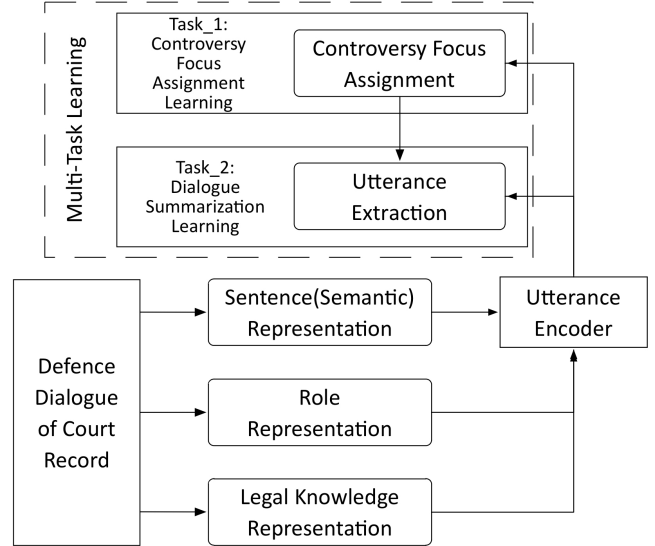 Multi-Task Learning
Task_1:
Controversy
Focus
Assignment
Learning
Controversy Focus
Assignment
Task_2:
Dialogue
Summarization
Learning
Utterance
Extraction
Defence
Dialogue
of Court
Record
Sentence(Semantic)
Representation
Role
Representation
Legal Knowledge
Representation
Utterance
Encoder